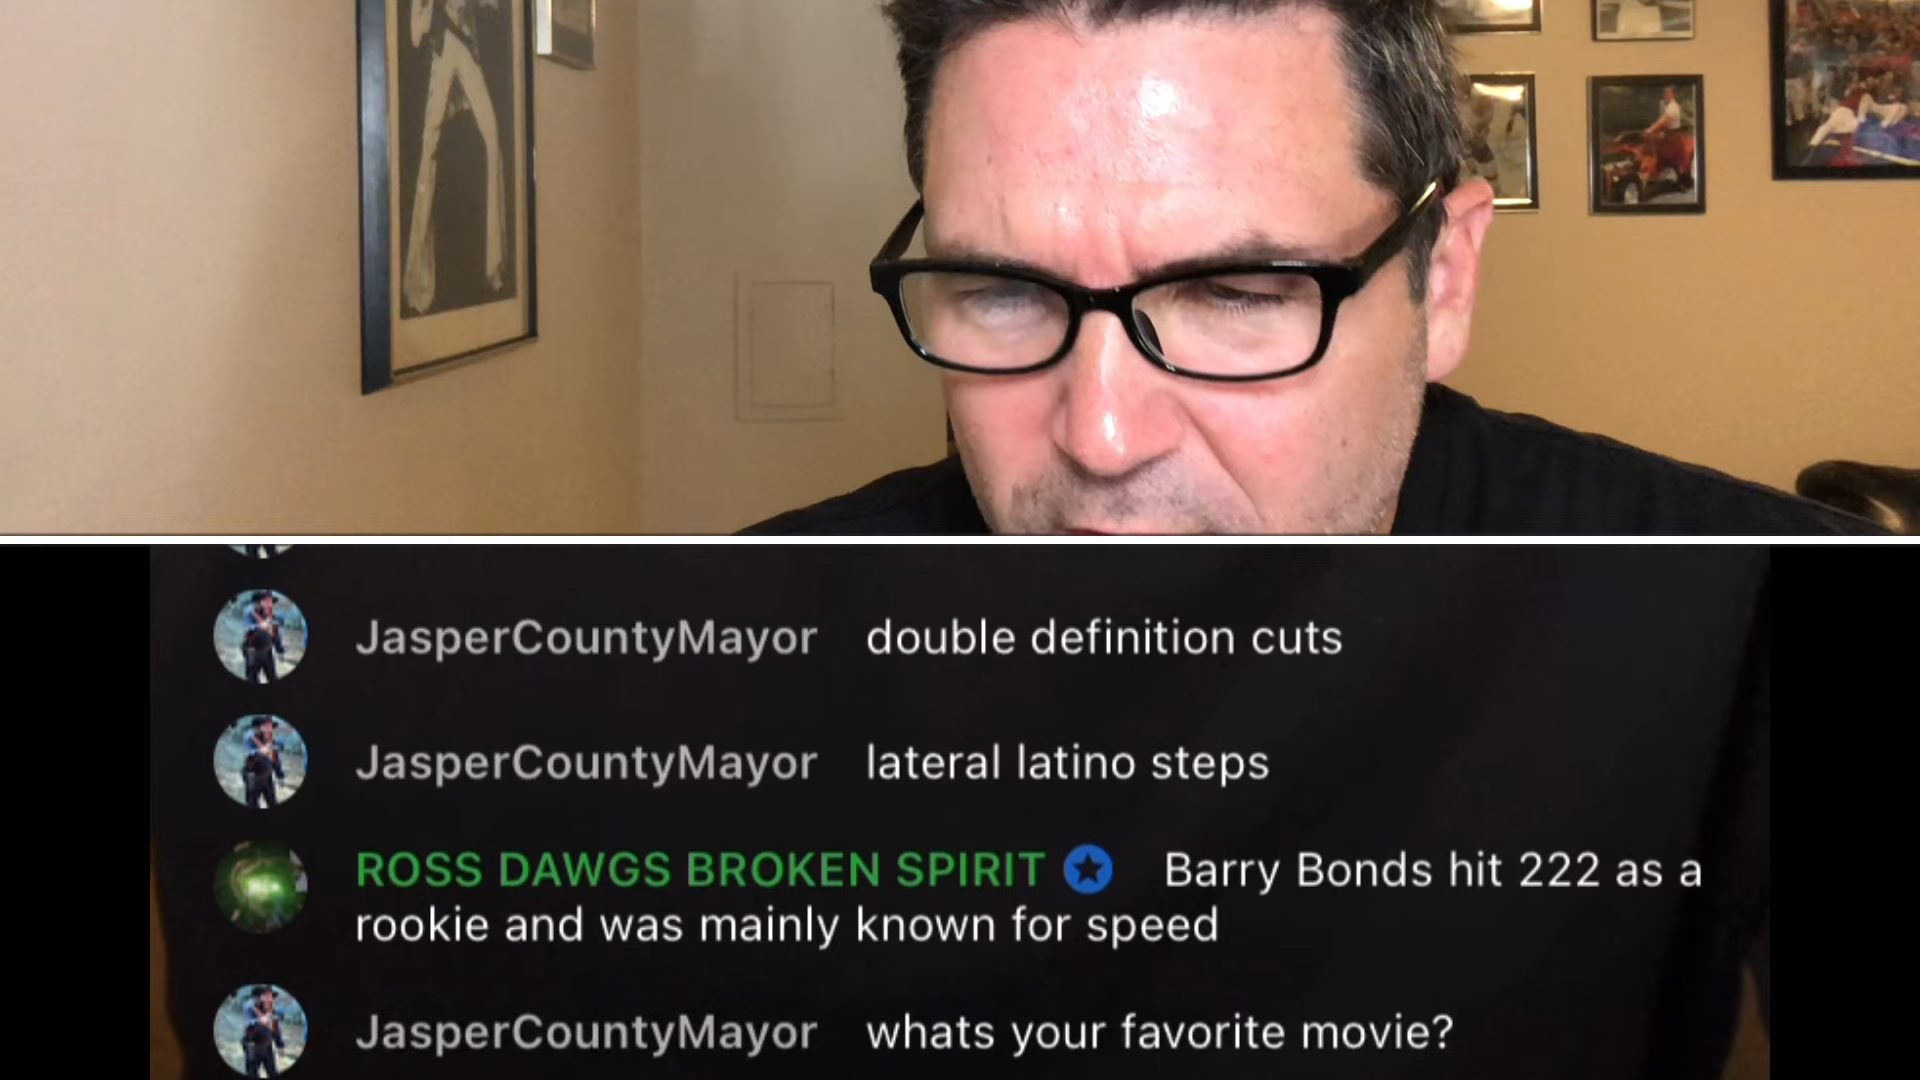 JasperCountyMayor double definition cuts
JasperCountyMayor lateral latino steps
ROSS DAWGS BROKEN SPIRIT Barry Bonds hit 222 as a
rookie and was mainly known for speed
JasperCountyMayor whats your favorite movie?